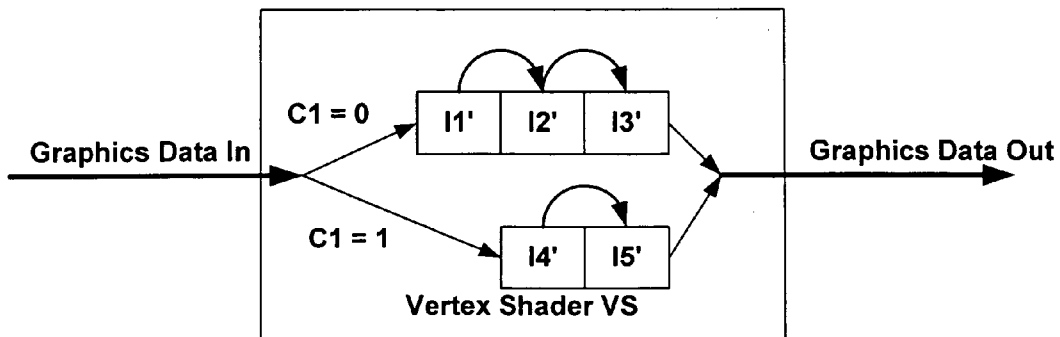 C1 = 0
I1' I2' I3'
Graphics Data In
Graphics Data Out
C1 = 1
I4' I5'
Vertex Shader VS